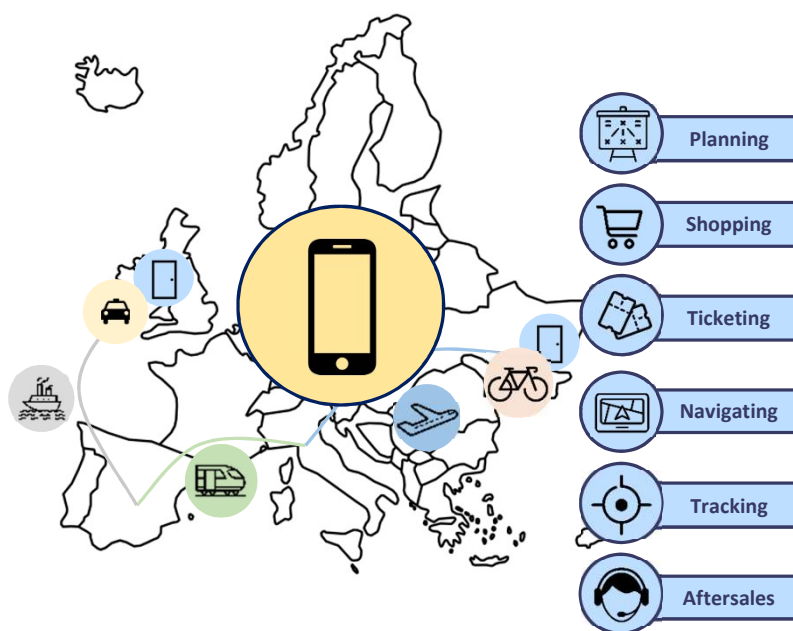 Planning
Shopping
Ticketing
Navigating
Tracking
Aftersales